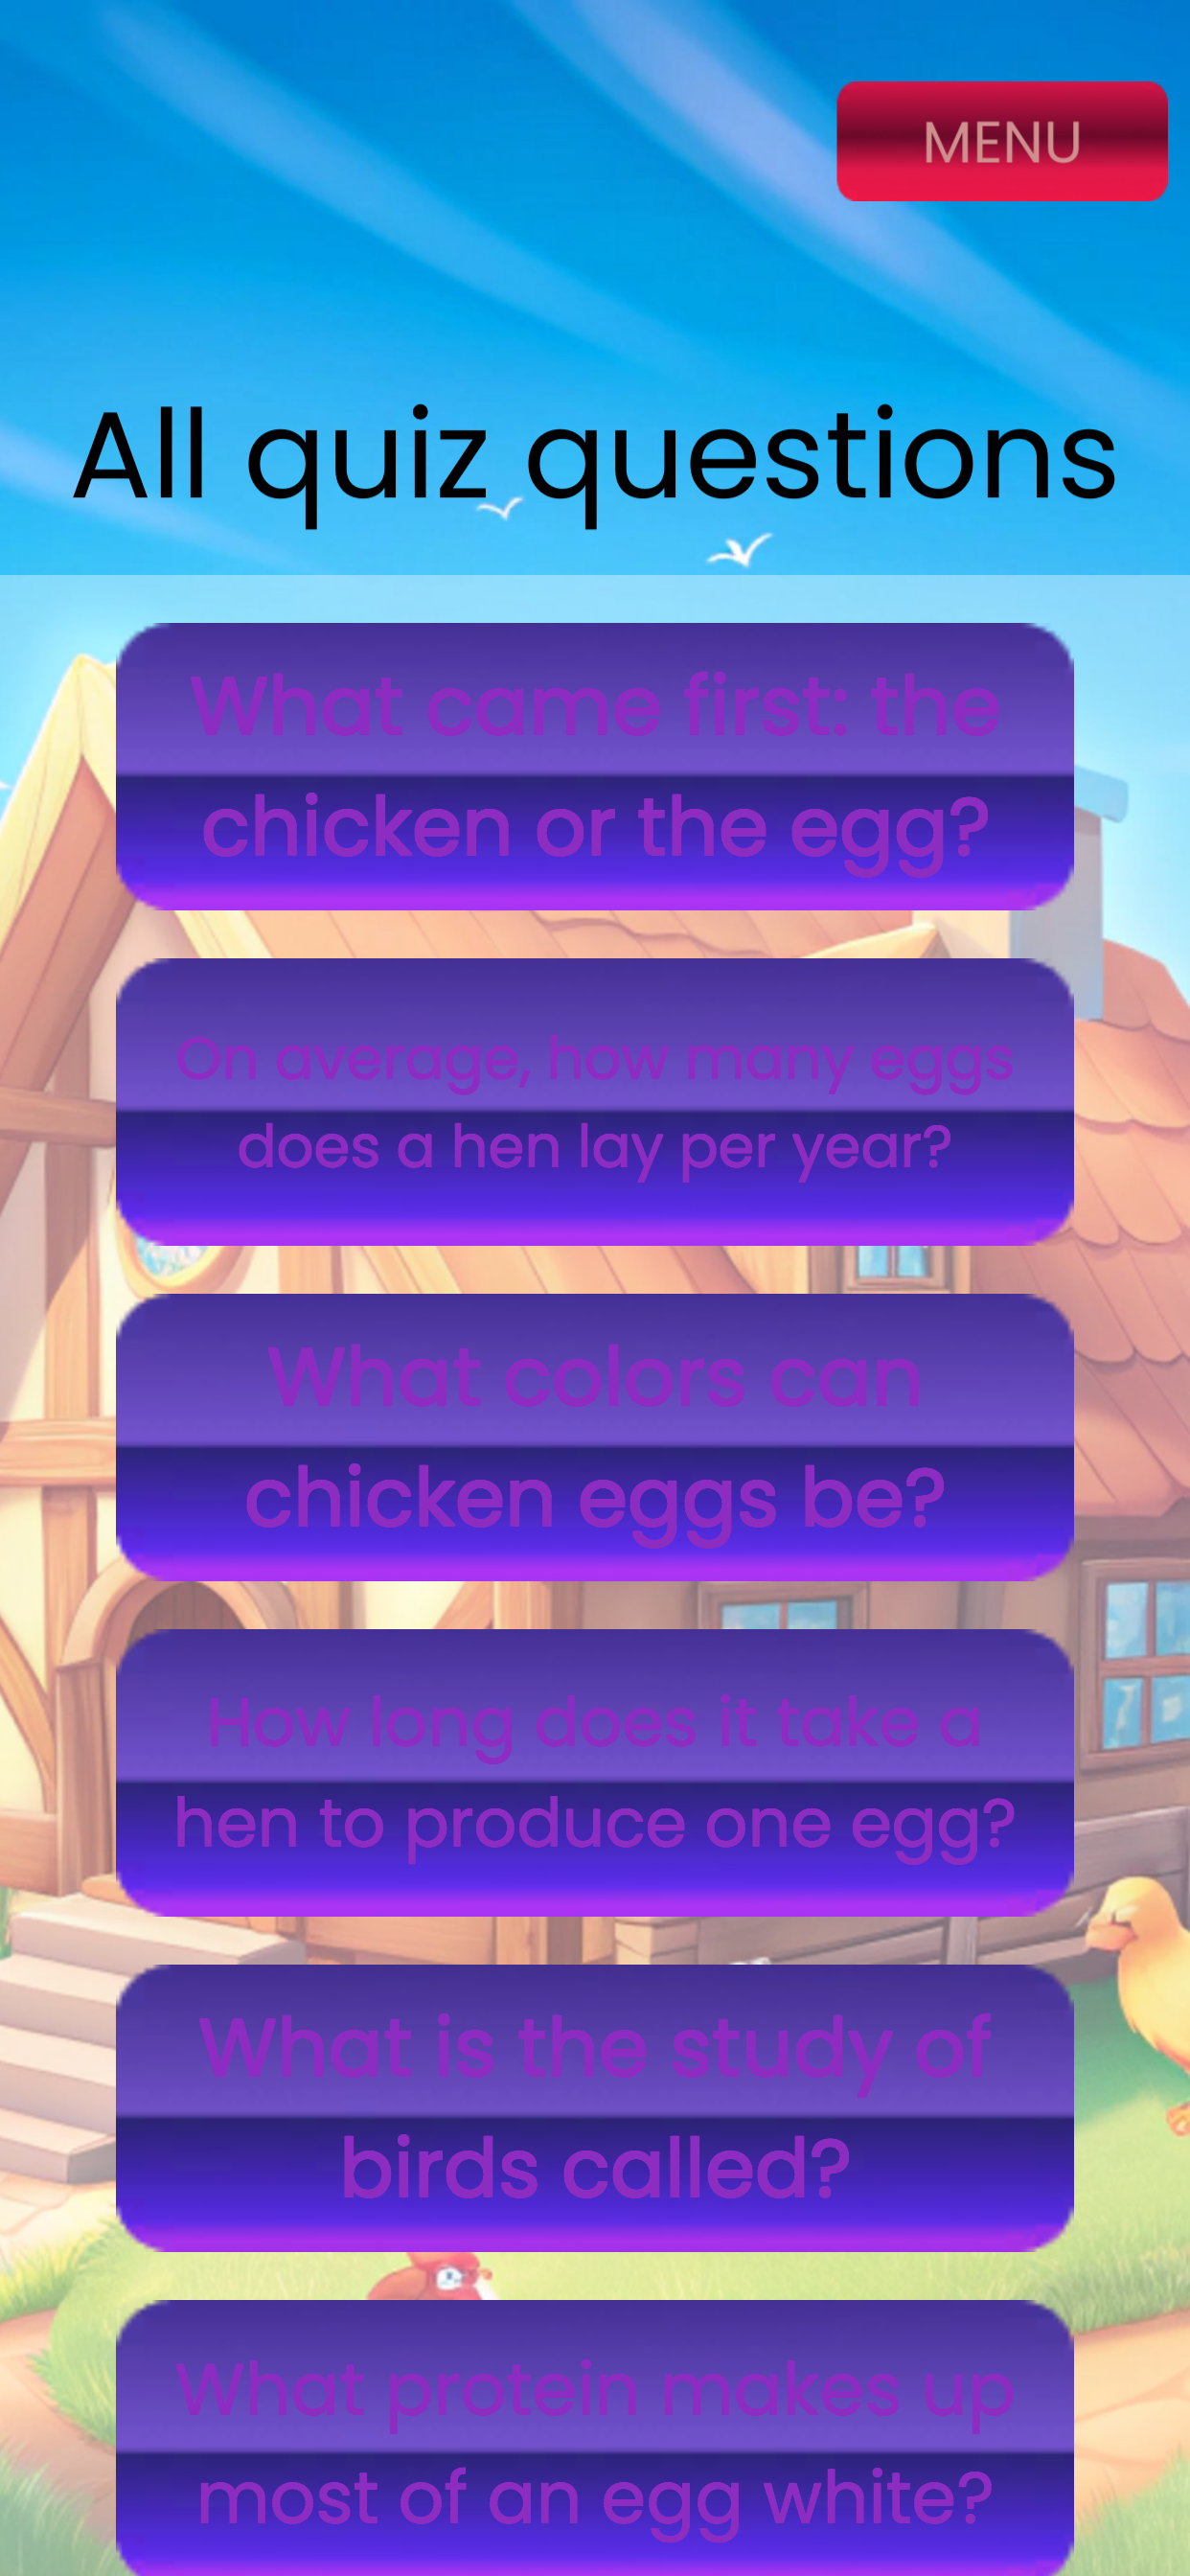 MENU
All quiz questions
What came first: the
chicken or the egg?
On average, how many eggs
does a hen lay per year?
What colors can
chicken eggs be?
How long does it take a
hen to produce one egg?
What is the study of
birds called?
What protein makes up
most of an egg white?